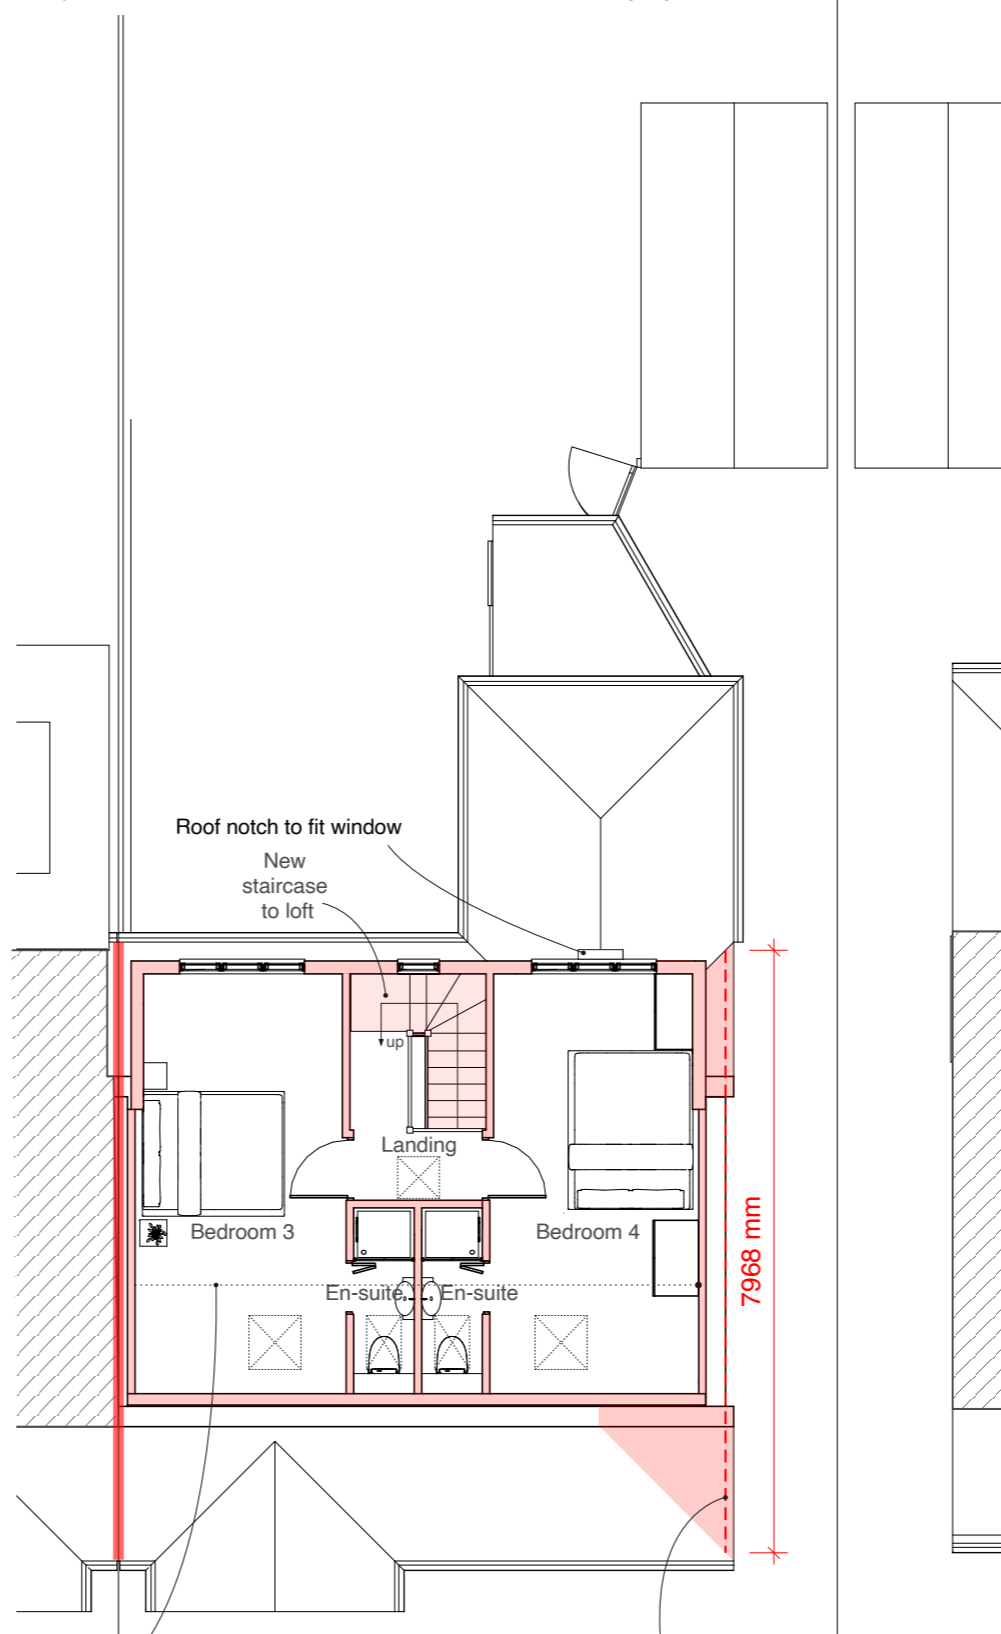 Roof notch to fit window
New
staircase
to loft
up
Landing
Bedroom 3
Bedroom 4
7968 mm
En-suite
En-suite